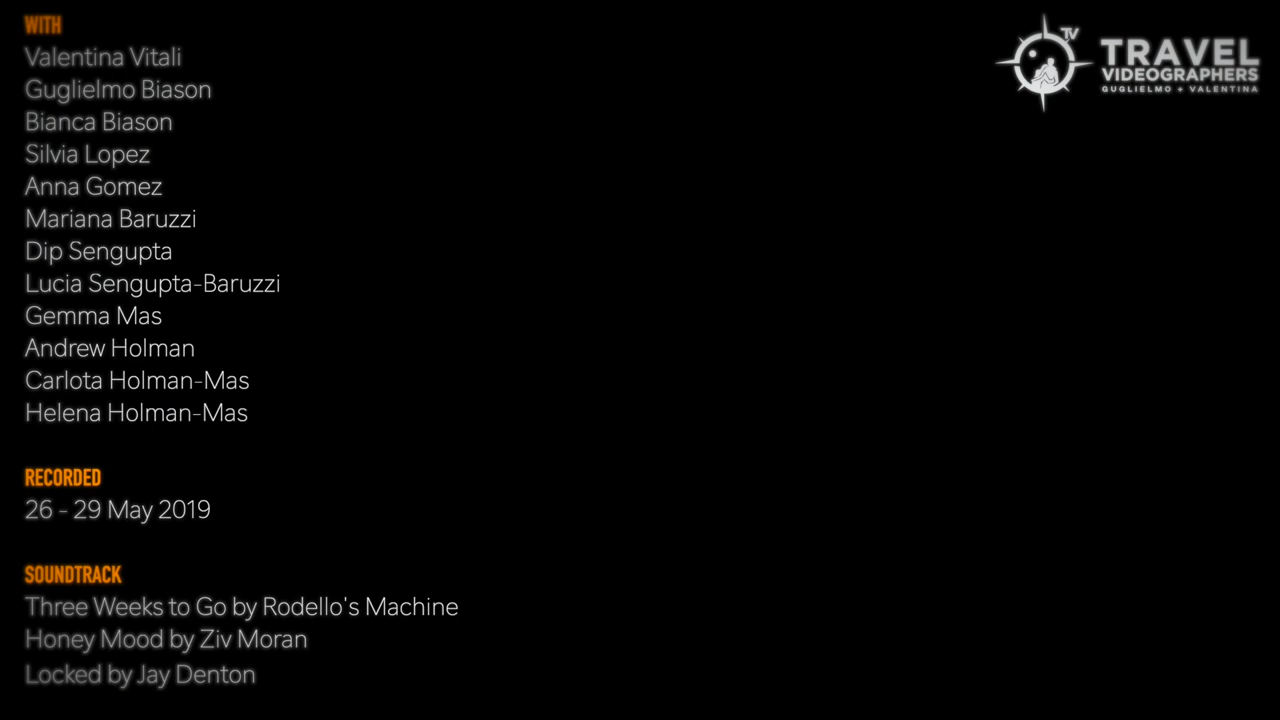 WITH
Valentina Vitali
Guglielmo Biason
Bianca Biason
Silvia Lopez
Anna Gomez
Mariana Baruzzi
Dip Sengupta
Lucia Sengupta-Baruzzi
Gemma Mas
Andrew Holman
Carlota Holman-Mas
Helena Holman-Mas
RECORDED
26 - 29 May 2019
SOUNDTRACK
Three Weeks to Go by Rodello's Machine
Honey Mood by Ziv Moran
Locked by Jay Denton
TV
TRAVEL
VIDEOGRAPHERS
GUGLIELMO + VALENTINA